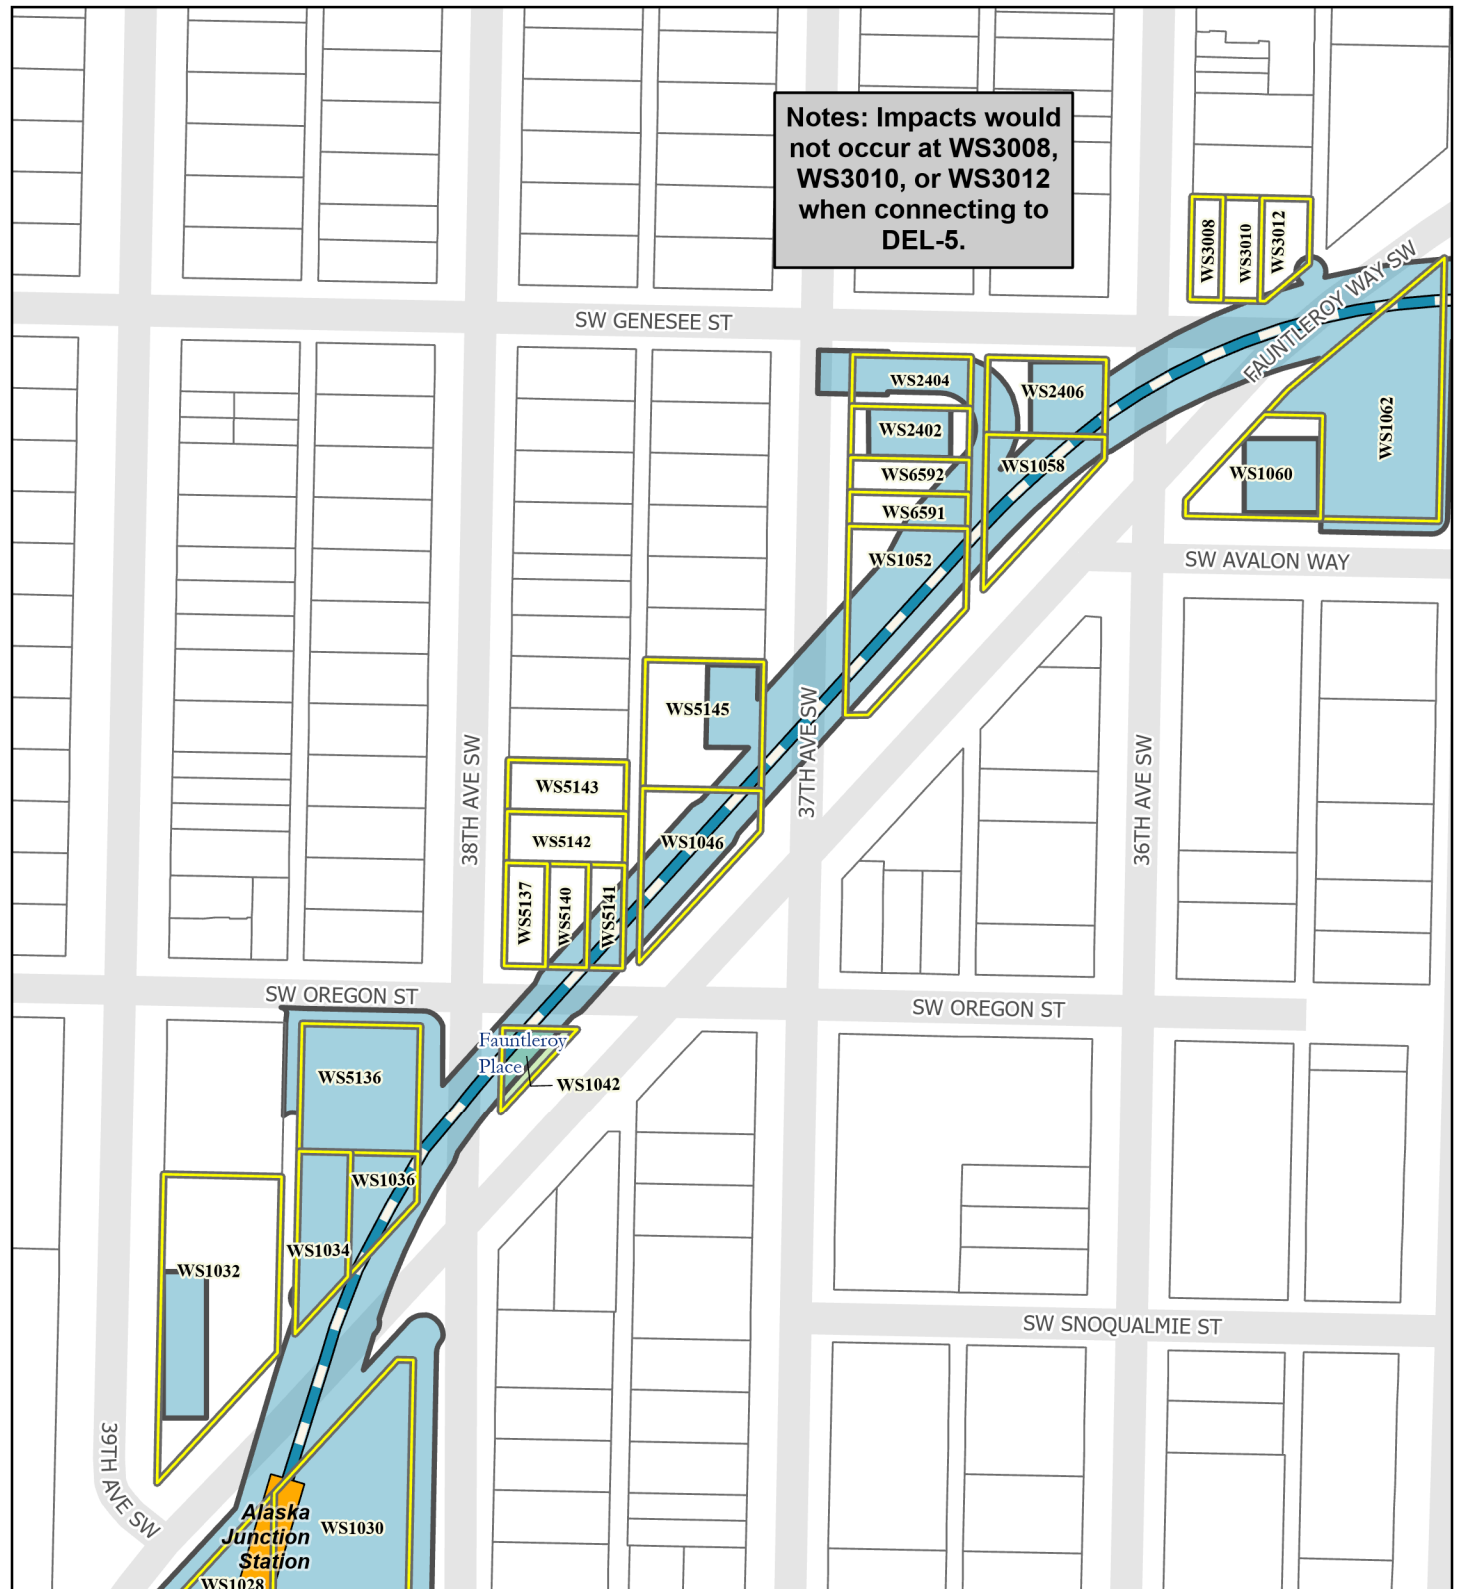 Notes: Impacts would
not occur at WS3008,
WS3010, or WS3012
when connecting to
DEL-5.
WS3008
WS3010
WS3012
FAUNTLEROY WAY SW
SW GENESEE ST
WS2404
WS2406
WS2402
WS1062
WS1058
WS6592
WS1060
WS6591
WS1052
SW AVALON WAY
WS5145
37TH AVE SW
38TH AVE SW
36TH AVE SW
WS5143
WS5142
WS1046
WS5137
WS5140
WS5141
SW OREGON ST
SW OREGON ST
Fauntleroy
Place
WS5136
WS1042
WS1036
WS1034
WS1032
SW SNOQUALMIE ST
39TH AVE SW
Alaska
Junction
Station
WS1030
WS1028